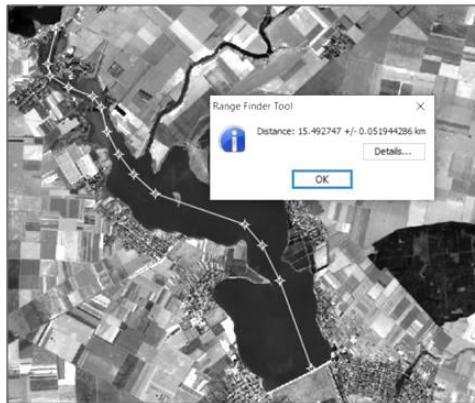 Range Finder Tool
Distance: 15.492747 +/- 0.051944286 km
Details...
OK